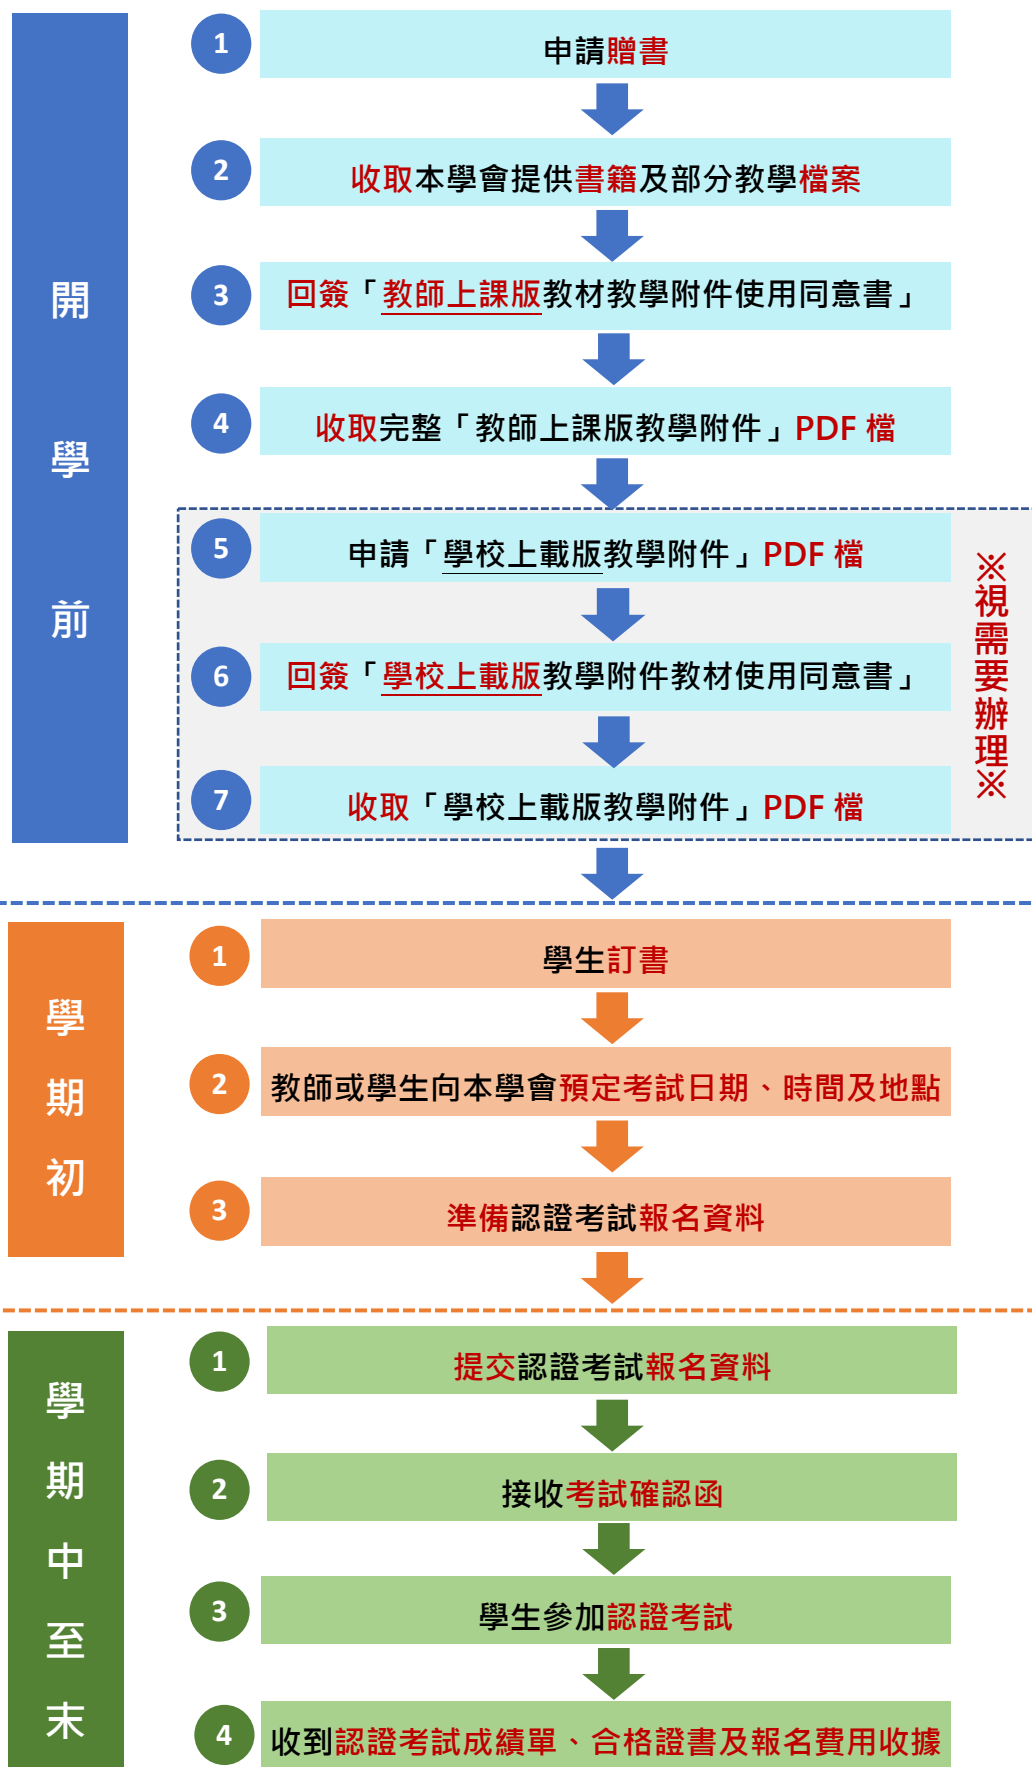 開學前
1 申請贈書
2 收取本學會提供書籍及部分教學檔案
3 回簽「教師上課版教材教學附件使用同意書」
4 收取完整「教師上課版教學附件」PDF 檔
5 申請「學校上載版教學附件」PDF 檔
6 回簽「學校上載版教學附件教材使用同意書」
7 收取「學校上載版教學附件」PDF 檔
※視需要辦理※
學期初
1 學生訂書
2 教師或學生向本學會預定考試日期、時間及地點
3 準備認證考試報名資料
學期中至末
1 提交認證考試報名資料
2 接收考試確認函
3 學生參加認證考試
4 收到認證考試成績單、合格證書及報名費用收據